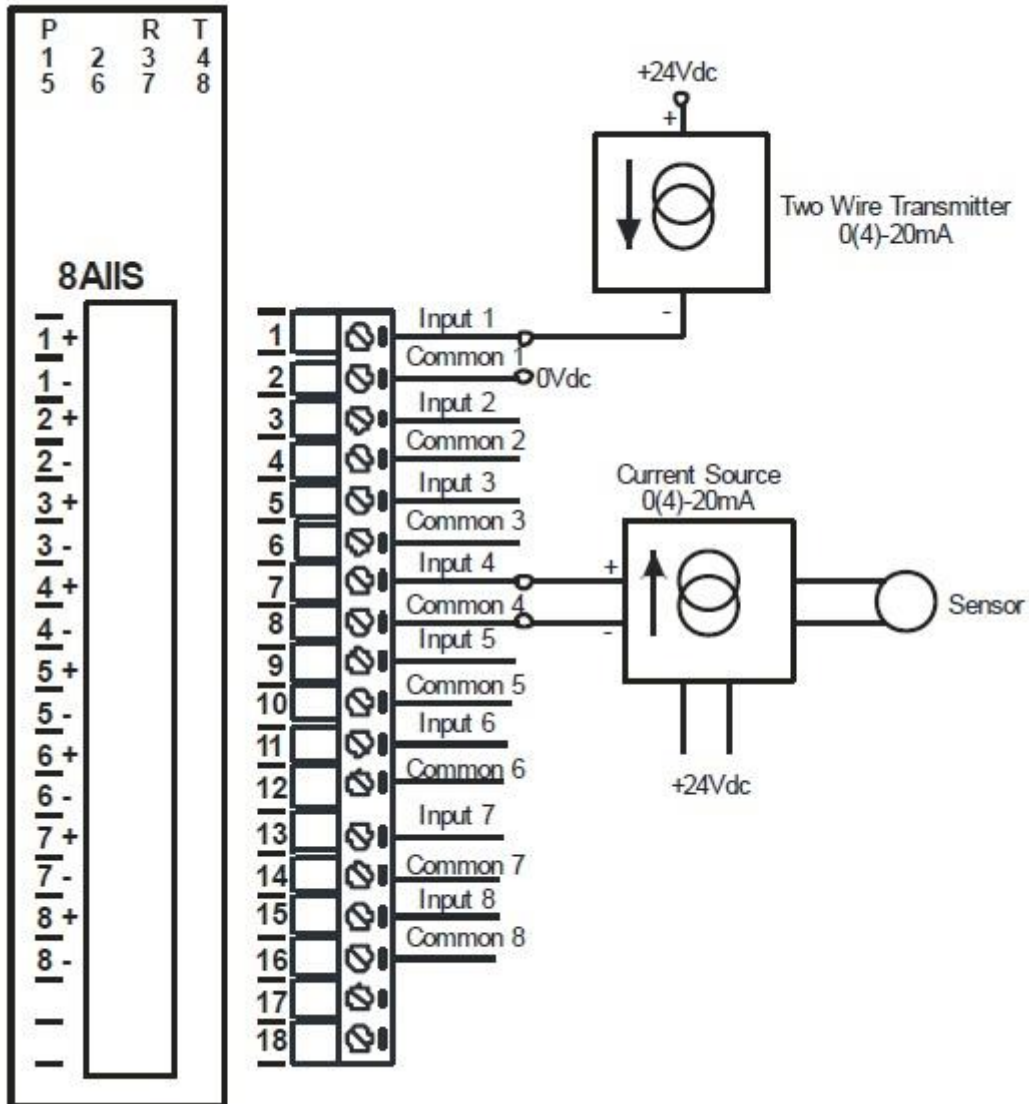 P R T
1 2 3 4
5 6 7 8
8AIIS
1 +
1 -
2 +
2 -
3 +
3 -
4 +
4 -
5 +
5 -
6 +
6 -
7 +
7 -
8 +
8 -
1
2
3
4
5
6
7
8
9
10
11
12
13
14
15
16
17
18
Input 1
Common 1
0Vdc
Input 2
Common 2
Input 3
Common 3
Input 4
Common 4
Input 5
Common 5
Input 6
Common 6
Input 7
Common 7
Input 8
Common 8
+24Vdc
+
-
Two Wire Transmitter
0(4)-20mA
Current Source
0(4)-20mA
+
-
Sensor
+24Vdc